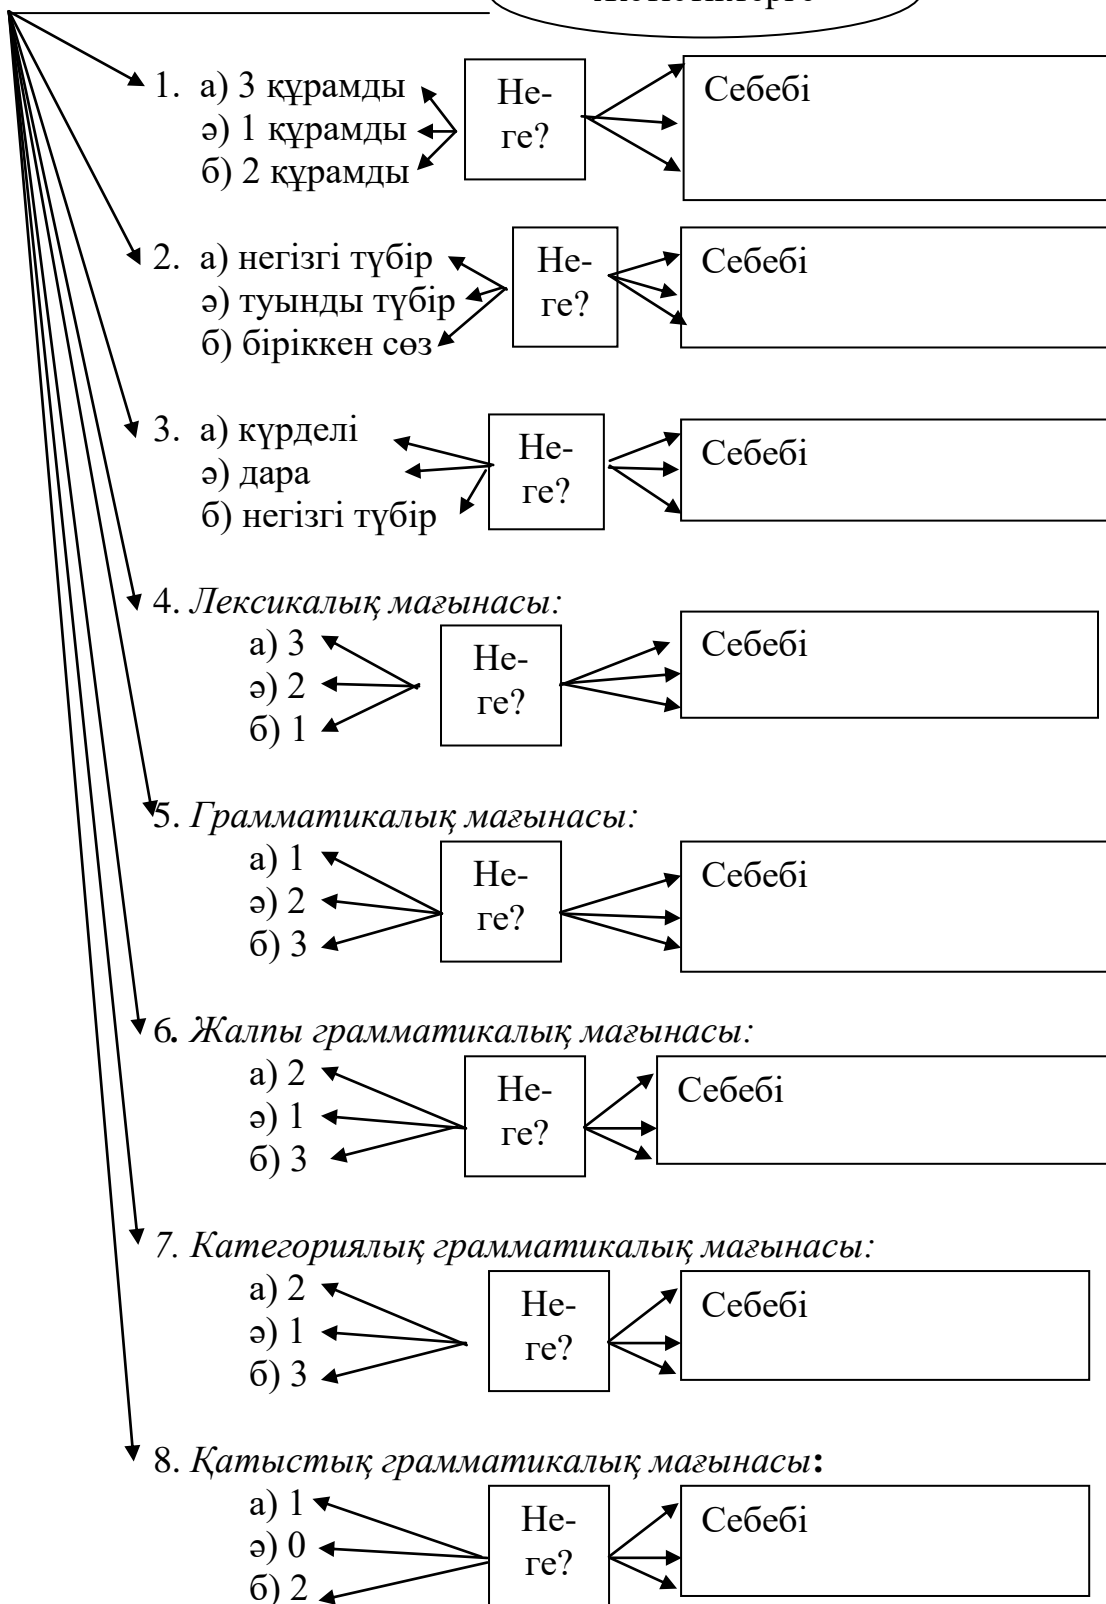 1. а) 3 құрамды
ә) 1 құрамды
б) 2 құрамды
Не-
ге?
Себебі
2. а) негізгі түбір
ә) туынды түбір
б) біріккен сөз
Не-
ге?
Себебі
3. а) күрделі
ә) дара
б) негізгі түбір
Не-
ге?
Себебі
4. Лексикалық мағынасы:
а) 3
ә) 2
б) 1
Не-
ге?
Себебі
5. Грамматикалық мағынасы:
а) 1
ә) 2
б) 3
Не-
ге?
Себебі
6. Жалпы грамматикалық мағынасы:
а) 2
ә) 1
б) 3
Не-
ге?
Себебі
7. Категориялық грамматикалық мағынасы:
а) 2
ә) 1
б) 3
Не-
ге?
Себебі
8. Қатыстық грамматикалық мағынасы:
а) 1
ә) 0
б) 2
Не-
ге?
Себебі